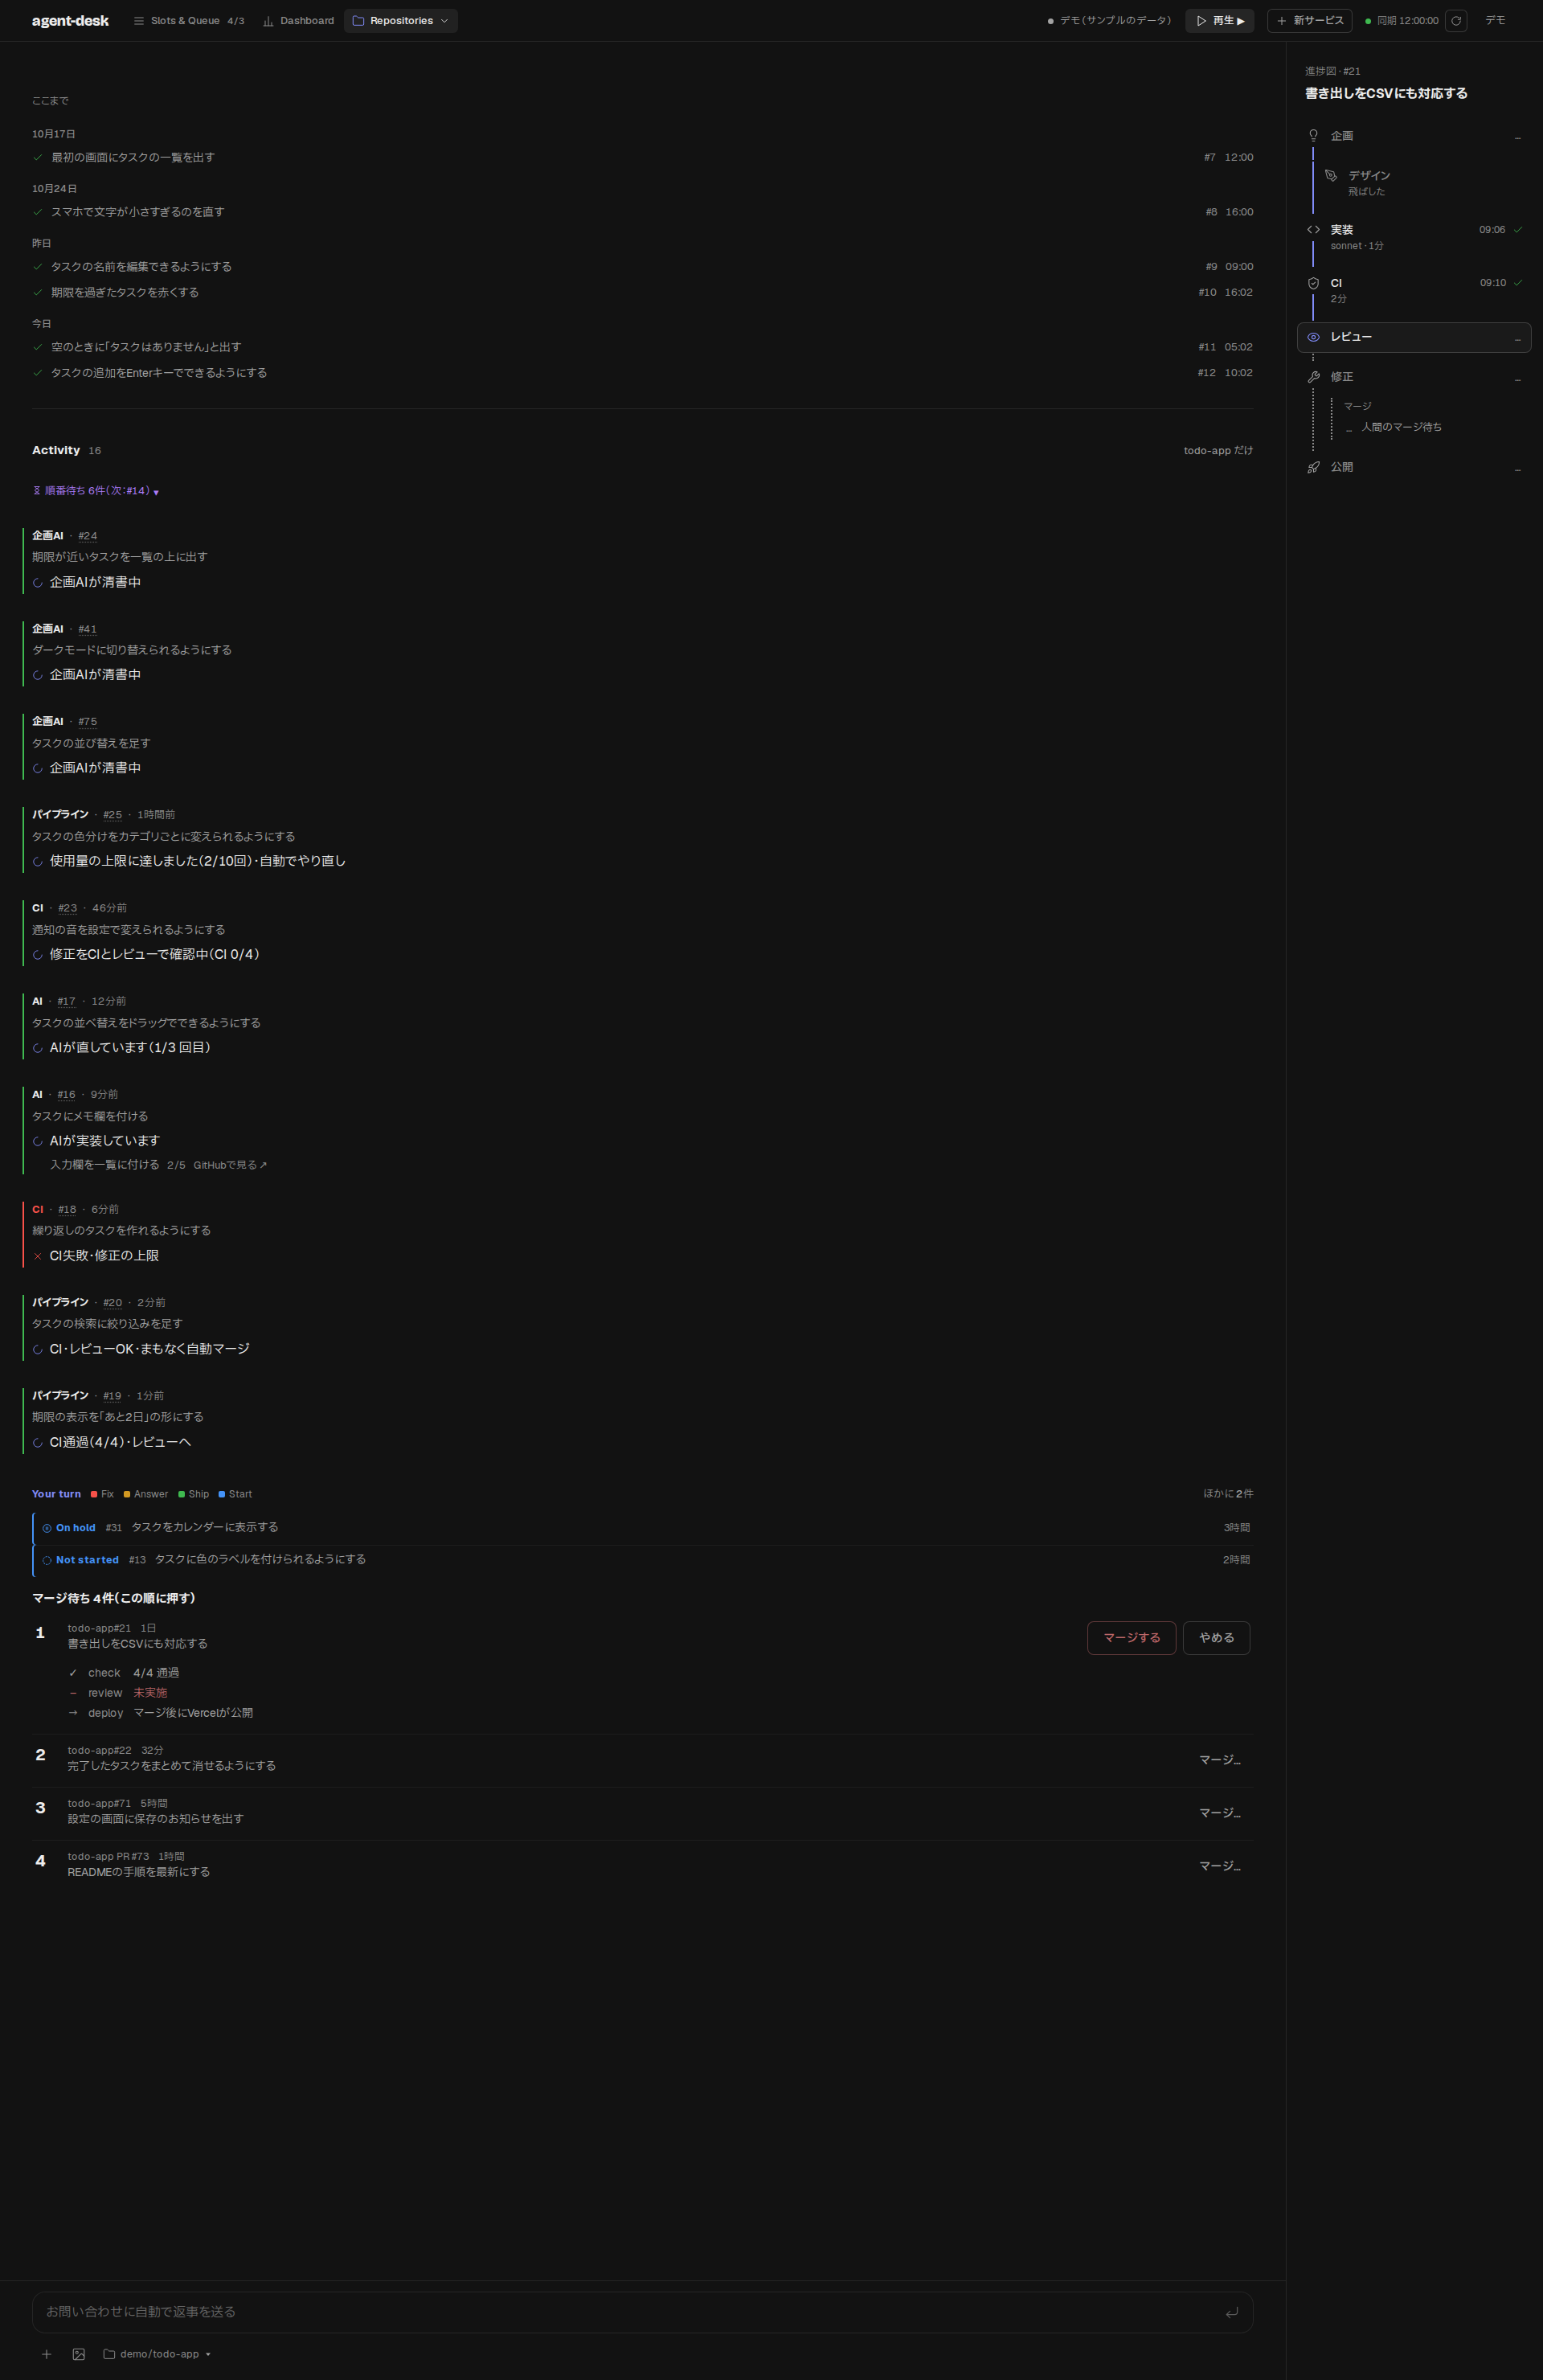 agent-desk Slots & Queue 4/3 Dashboard Repositories デモ(サンプルのデータ) 再生 ▶ 新サービス 同期 12:00:00 デモ
ここまで
10月17日
最初の画面にタスクの一覧を出す #7 12:00
10月24日
スマホで文字が小さすぎるのを直す #8 16:00
昨日
タスクの名前を編集できるようにする #9 09:00
期限を過ぎたタスクを赤くする #10 16:02
今日
空のときに「タスクはありません」と出す #11 05:02
タスクの追加をEnterキーでできるようにする #12 10:02
Activity 16 todo-app だけ
順番待ち 6件(次:#14) ▼
企画AI · #24
期限が近いタスクを一覧の上に出す
企画AIが清書中
企画AI · #41
ダークモードに切り替えられるようにする
企画AIが清書中
企画AI · #75
タスクの並び替えを足す
企画AIが清書中
パイプライン · #25 · 1時間前
タスクの色分けをカテゴリごとに変えられるようにする
使用量の上限に達しました(2/10回)・自動でやり直し
CI · #23 · 46分前
通知の音を設定で変えられるようにする
修正をCIとレビューで確認中(CI 0/4)
AI · #17 · 12分前
タスクの並べ替えをドラッグでできるようにする
AIが直しています(1/3 回目)
AI · #16 · 9分前
タスクにメモ欄を付ける
AIが実装しています
入力欄を一覧に付ける 2/5 GitHubで見る ↗
CI · #18 · 6分前
繰り返しのタスクを作れるようにする
CI失敗・修正の上限
パイプライン · #20 · 2分前
タスクの検索に絞り込みを足す
CI・レビューOK・まもなく自動マージ
パイプライン · #19 · 1分前
期限の表示を「あと2日」の形にする
CI通過(4/4)・レビューへ
Your turn Fix Answer Ship Start ほかに 2件
On hold #31 タスクをカレンダーに表示する 3時間
Not started #13 タスクに色のラベルを付けられるようにする 2時間
マージ待ち 4件(この順に押す)
1 todo-app#21 1日
書き出しをCSVにも対応する マージする やめる
✓ check 4/4 通過
– review 未実施
→ deploy マージ後にVercelが公開
2 todo-app#22 32分
完了したタスクをまとめて消せるようにする マージ…
3 todo-app#71 5時間
設定の画面に保存のお知らせを出す マージ…
4 todo-app PR#73 1時間
READMEの手順を最新にする マージ…
お問い合わせに自動で返事を送る
demo/todo-app ▾
進捗図 · #21
書き出しをCSVにも対応する
企画 …
デザイン
飛ばした
実装 09:06
sonnet · 1分
CI 09:10
2分
レビュー …
修正 …
マージ
… 人間のマージ待ち
公開 …